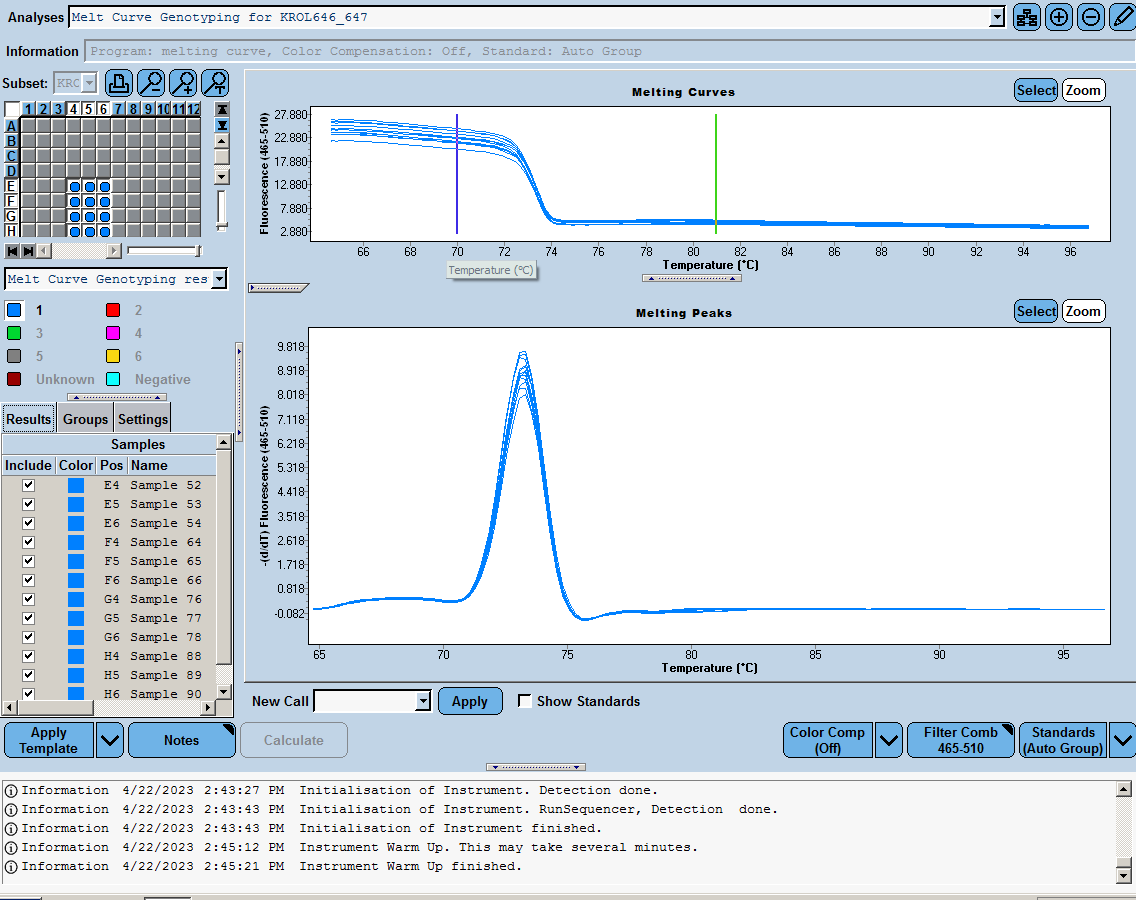 Analyses Melt Curve Genotyping for KROL646_647
Information Program: melting curve, Color Compensation: Off, Standard: Auto Group
Subset: KRO
1 2 3 4 5 6 7 8 9 10 11 12
A
B
C
D
E
F
G
H
Melt Curve Genotyping res
1 2
3 4
5 6
Unknown Negative
Results Groups Settings
Samples
Include Color Pos Name
E4 Sample 52
E5 Sample 53
E6 Sample 54
F4 Sample 64
F5 Sample 65
F6 Sample 66
G4 Sample 76
G5 Sample 77
G6 Sample 78
H4 Sample 88
H5 Sample 89
H6 Sample 90
Melting Curves
Select Zoom
Fluorescence (465-510)
27.880
22.880
17.880
12.880
7.880
2.880
66 68 70 72 74 76 78 80 82 84 86 88 90 92 94 96
Temperature (°C)
Temperature (°C)
Melting Peaks
Select Zoom
-(d/dT) Fluorescence (465-510)
9.818
8.918
8.018
7.118
6.218
5.318
4.418
3.518
2.618
1.718
0.818
-0.082
65 70 75 80 85 90 95
Temperature (°C)
New Call Apply Show Standards
Apply Template
Notes
Calculate
Color Comp (Off)
Filter Comb 465-510
Standards (Auto Group)
Information 4/22/2023 2:43:27 PM Initialisation of Instrument. Detection done.
Information 4/22/2023 2:43:43 PM Initialisation of Instrument. RunSequencer, Detection done.
Information 4/22/2023 2:43:43 PM Initialisation of Instrument finished.
Information 4/22/2023 2:45:12 PM Instrument Warm Up. This may take several minutes.
Information 4/22/2023 2:45:21 PM Instrument Warm Up finished.